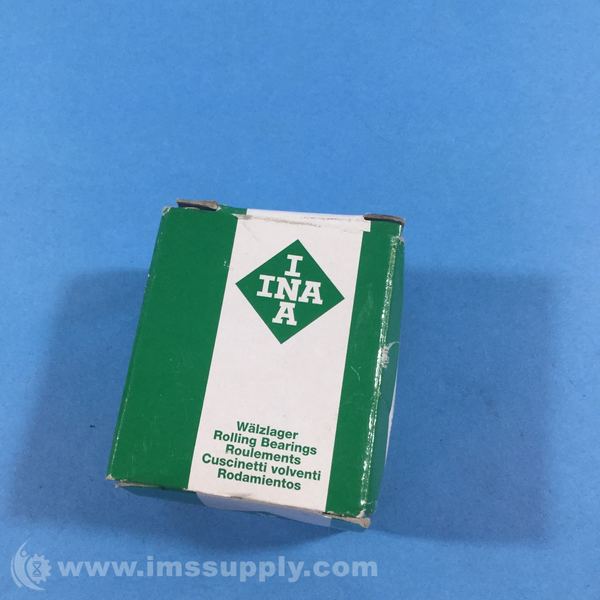 I
INA
A
Wälzlager
Rolling Bearings
Roulements
Cuscinetti volventi
Rodamientos
www.imssupply.com